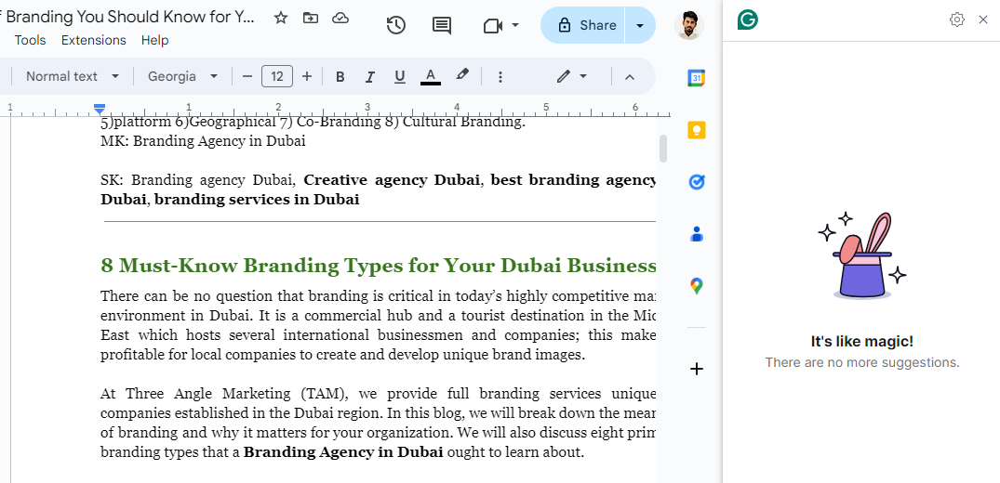 Branding You Should Know for Y...
Tools Extensions Help
Share
Normal text Georgia 12 B I U A
1 1 2 3 4 5 6
31
5)platform 6)Geographical 7) Co-Branding 8) Cultural Branding.
MK: Branding Agency in Dubai
SK: Branding agency Dubai, Creative agency Dubai, best branding agency
Dubai, branding services in Dubai
8 Must-Know Branding Types for Your Dubai Business
There can be no question that branding is critical in today's highly competitive
environment in Dubai. It is a commercial hub and a tourist destination in the
East which hosts several international businessmen and companies; this make
profitable for local companies to create and develop unique brand images.
At Three Angle Marketing (TAM), we provide full branding services unique
companies established in the Dubai region. In this blog, we will break down the
of branding and why it matters for your organization. We will also discuss eight
branding types that a Branding Agency in Dubai ought to learn about.
G
It's like magic!
There are no more suggestions.